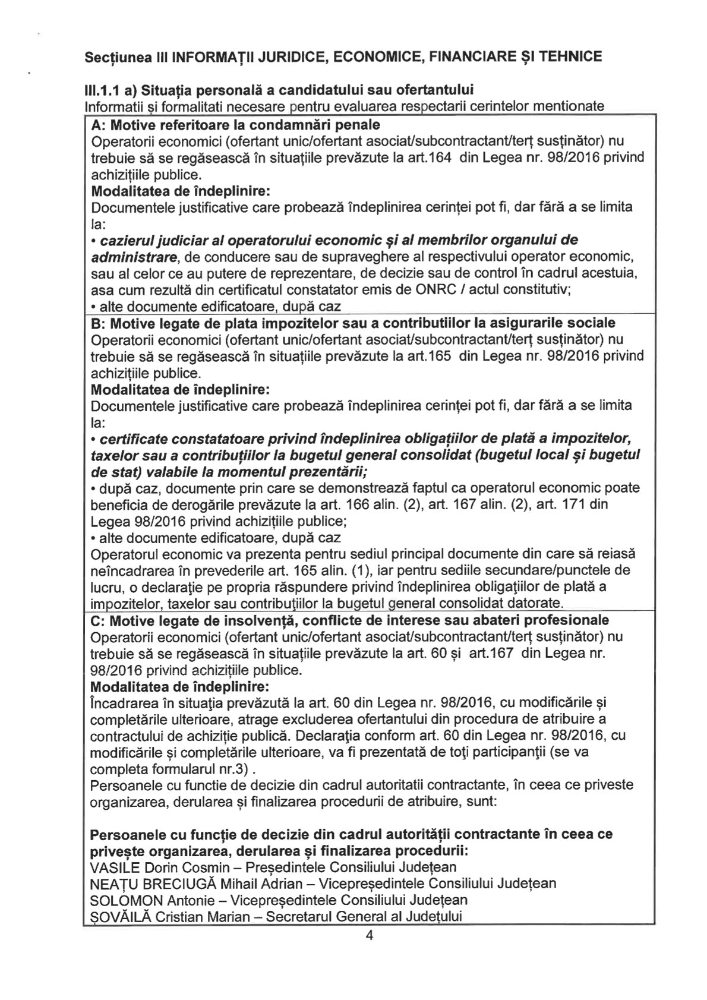 Secțiunea III INFORMAȚII JURIDICE, ECONOMICE, FINANCIARE ȘI TEHNICE
III.1.1 a) Situația personală a candidatului sau ofertantului
Informatii și formalitati necesare pentru evaluarea respectarii cerintelor mentionate
A: Motive referitoare la condamnări penale
Operatorii economici (ofertant unic/ofertant asociat/subcontractant/terț susținător) nu
trebuie să se regăsească în situațiile prevăzute la art.164 din Legea nr. 98/2016 privind
achizițiile publice.
Modalitatea de îndeplinire:
Documentele justificative care probează îndeplinirea cerinței pot fi, dar fără a se limita
la:
• cazierul judiciar al operatorului economic și al membrilor organului de
administrare, de conducere sau de supraveghere al respectivului operator economic,
sau al celor ce au putere de reprezentare, de decizie sau de control în cadrul acestuia,
asa cum rezultă din certificatul constatator emis de ONRC / actul constitutiv;
• alte documente edificatoare, după caz
B: Motive legate de plata impozitelor sau a contributiilor la asigurarile sociale
Operatorii economici (ofertant unic/ofertant asociat/subcontractant/terț susținător) nu
trebuie să se regăsească în situațiile prevăzute la art.165 din Legea nr. 98/2016 privind
achizițiile publice.
Modalitatea de îndeplinire:
Documentele justificative care probează îndeplinirea cerinței pot fi, dar fără a se limita
la:
• certificate constatatoare privind îndeplinirea obligațiilor de plată a impozitelor,
taxelor sau a contribuțiilor la bugetul general consolidat (bugetul local și bugetul
de stat) valabile la momentul prezentării;
• după caz, documente prin care se demonstrează faptul ca operatorul economic poate
beneficia de derogările prevăzute la art. 166 alin. (2), art. 167 alin. (2), art. 171 din
Legea 98/2016 privind achizițiile publice;
• alte documente edificatoare, după caz
Operatorul economic va prezenta pentru sediul principal documente din care să reiasă
neîncadrarea în prevederile art. 165 alin. (1), iar pentru sediile secundare/punctele de
lucru, o declaraţie pe propria răspundere privind îndeplinirea obligaţiilor de plată a
impozitelor, taxelor sau contribuţiilor la bugetul general consolidat datorate.
C: Motive legate de insolvență, conflicte de interese sau abateri profesionale
Operatorii economici (ofertant unic/ofertant asociat/subcontractant/terț susținător) nu
trebuie să se regăsească în situațiile prevăzute la art. 60 și art.167 din Legea nr.
98/2016 privind achizițiile publice.
Modalitatea de îndeplinire:
Încadrarea în situaţia prevăzută la art. 60 din Legea nr. 98/2016, cu modificările și
completările ulterioare, atrage excluderea ofertantului din procedura de atribuire a
contractului de achiziție publică. Declaraţia conform art. 60 din Legea nr. 98/2016, cu
modificările și completările ulterioare, va fi prezentată de toţi participanţii (se va
completa formularul nr.3) .
Persoanele cu functie de decizie din cadrul autoritatii contractante, în ceea ce priveste
organizarea, derularea și finalizarea procedurii de atribuire, sunt:
Persoanele cu funcție de decizie din cadrul autorității contractante în ceea ce
privește organizarea, derularea și finalizarea procedurii:
VASILE Dorin Cosmin – Președintele Consiliului Județean
NEAȚU BRECIUGĂ Mihail Adrian – Vicepreședintele Consiliului Județean
SOLOMON Antonie – Vicepreședintele Consiliului Județean
ȘOVĂILĂ Cristian Marian – Secretarul General al Județului
4